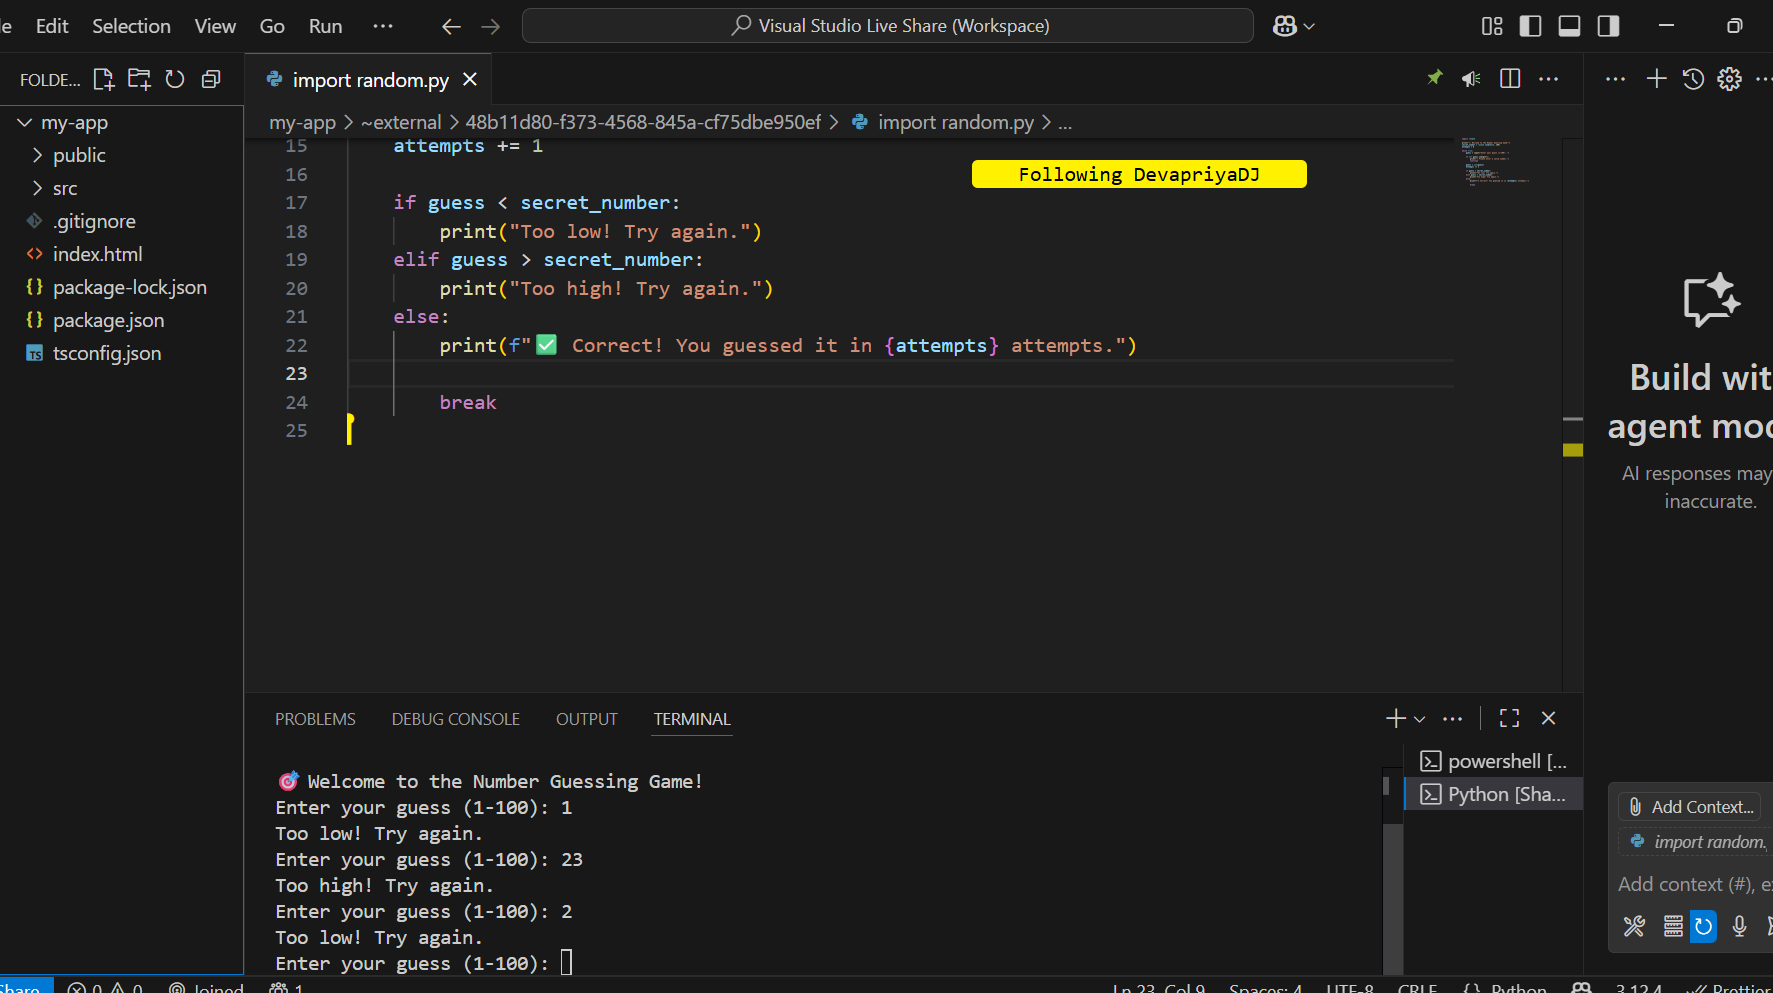 Edit Selection View Go Run ···
Visual Studio Live Share (Workspace)
FOLDE...
import random.py
my-app > ~external > 48b11d80-f373-4568-845a-cf75dbe950ef > import random.py > ...
my-app
public
src
.gitignore
index.html
package-lock.json
package.json
tsconfig.json
Following DevapriyaDJ
15 attempts += 1
16
17 if guess < secret_number:
18 print("Too low! Try again.")
19 elif guess > secret_number:
20 print("Too high! Try again.")
21 else:
22 print(f"✅ Correct! You guessed it in {attempts} attempts.")
23
24 break
25
Build wit
agent mod
AI responses may
inaccurate.
PROBLEMS DEBUG CONSOLE OUTPUT TERMINAL
🎯 Welcome to the Number Guessing Game!
Enter your guess (1-100): 1
Too low! Try again.
Enter your guess (1-100): 23
Too high! Try again.
Enter your guess (1-100): 2
Too low! Try again.
Enter your guess (1-100):
powershell [...
Python [Sha...
Add Context...
import random.
Add context (#), e
Share 0 0 Joined 1 Ln 23, Col 9 Spaces: 4 UTF-8 CRLF {} Python 3.12.4 Prettier